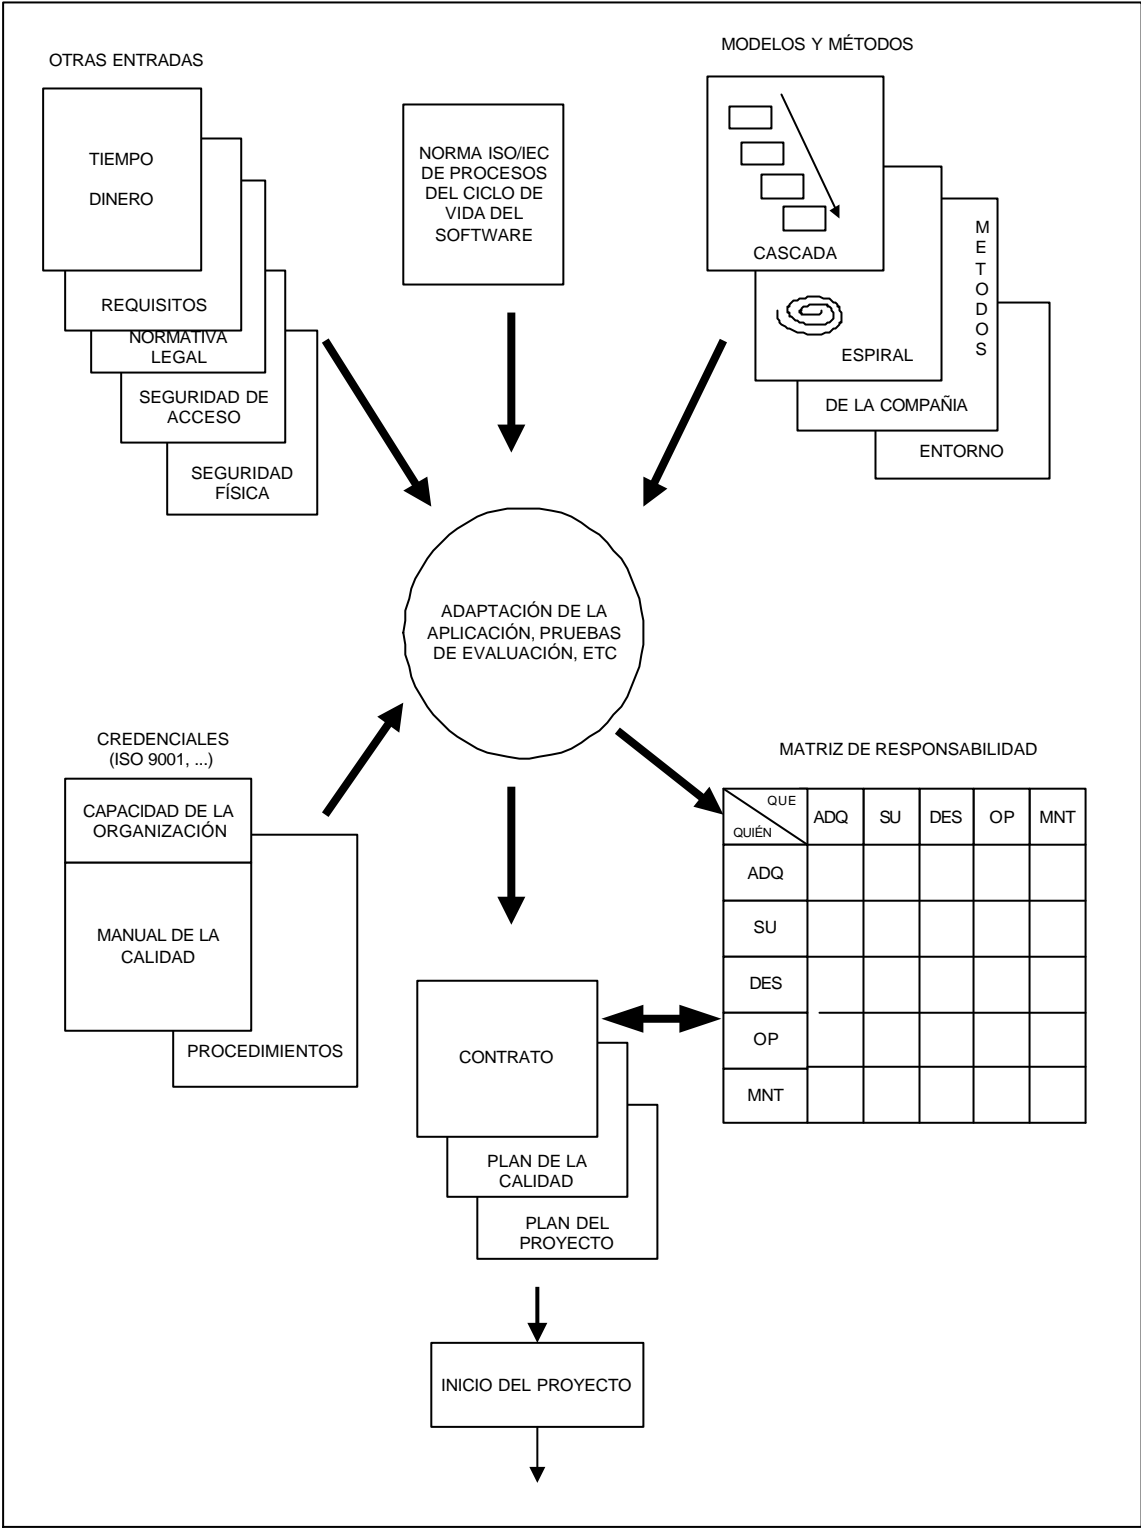 OTRAS ENTRADAS
TIEMPO
DINERO
REQUISITOS
NORMATIVA
LEGAL
SEGURIDAD DE
ACCESO
SEGURIDAD
FÍSICA
NORMA ISO/IEC
DE PROCESOS
DEL CICLO DE
VIDA DEL
SOFTWARE
MODELOS Y MÉTODOS
CASCADA
ESPIRAL
METODOS
DE LA COMPAÑIA
ENTORNO
ADAPTACIÓN DE LA
APLICACIÓN, PRUEBAS
DE EVALUACIÓN, ETC
CREDENCIALES
(ISO 9001, ...)
CAPACIDAD DE LA
ORGANIZACIÓN
MANUAL DE LA
CALIDAD
PROCEDIMIENTOS
MATRIZ DE RESPONSABILIDAD
QUE
QUIÉN
ADQ SU DES OP MNT
ADQ
SU
DES
OP
MNT
CONTRATO
PLAN DE LA
CALIDAD
PLAN DEL
PROYECTO
INICIO DEL PROYECTO